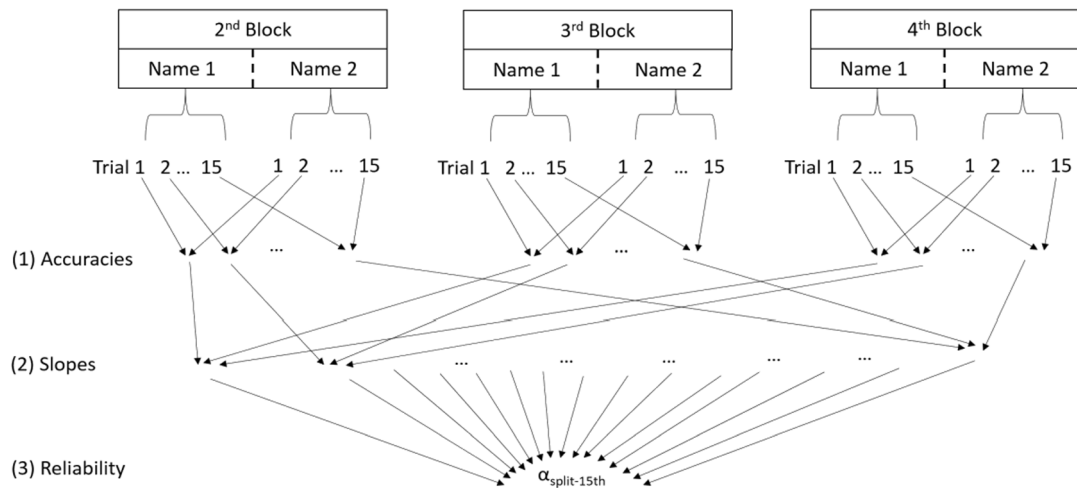 2nd Block 3rd Block 4th Block
Name 1 Name 2 Name 1 Name 2 Name 1 Name 2
Trial 1 2 ... 15 1 2 ... 15 Trial 1 2 ... 15 1 2 ... 15 Trial 1 2 ... 15 1 2 ... 15
(1) Accuracies ... ... ...
(2) Slopes ... ... ... ... ...
(3) Reliability αsplit-15th